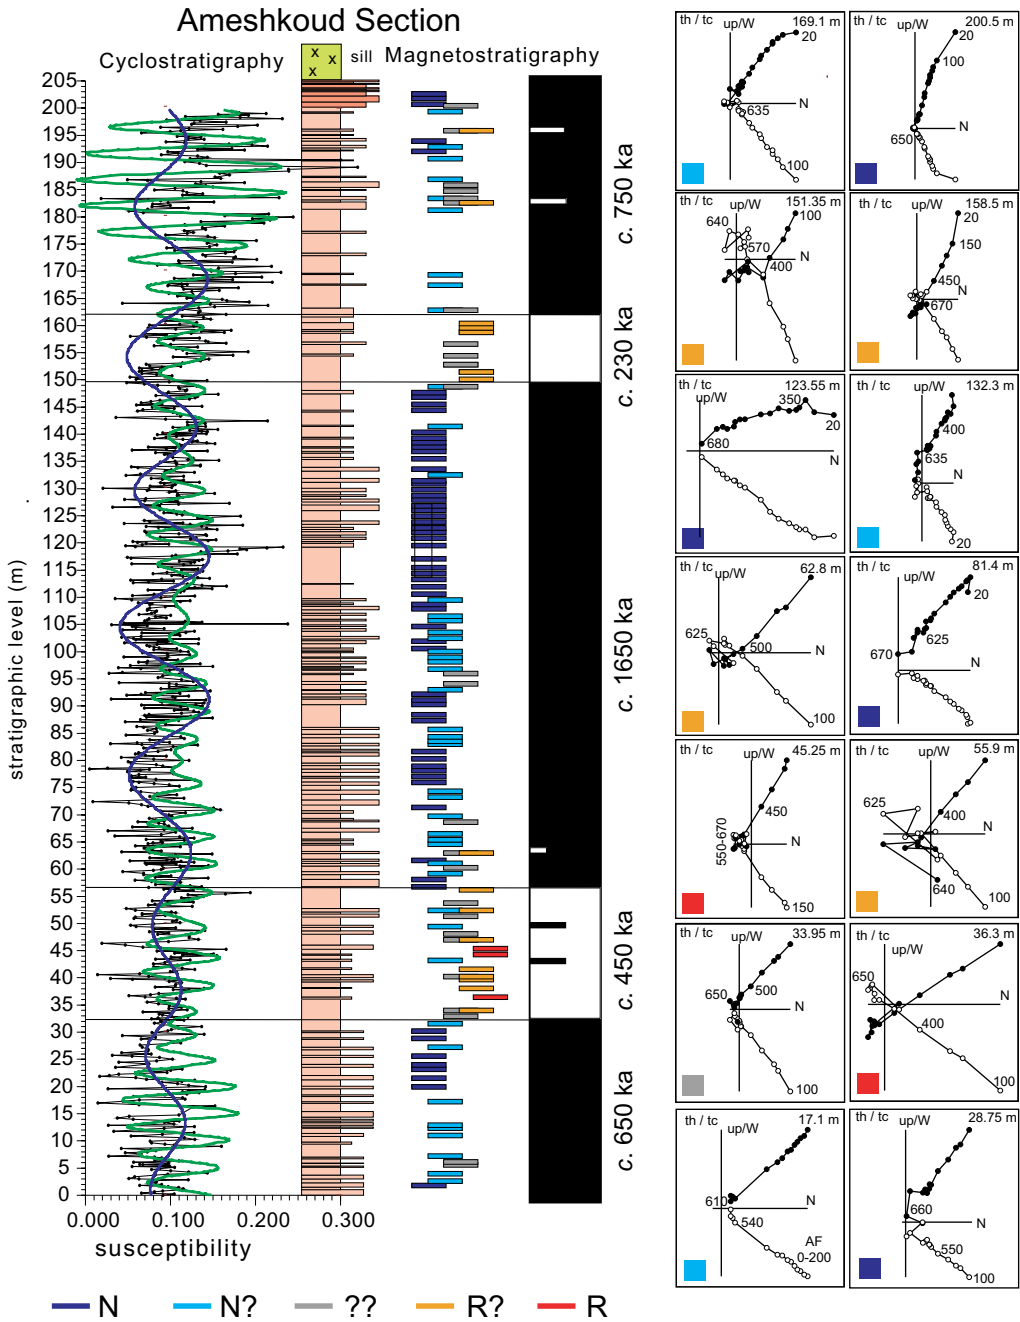 Ameshkoud Section
Cyclostratigraphy
x x x
sill
Magnetostratigraphy
stratigraphic level (m)
205
200
195
190
185
180
175
170
165
160
155
150
145
140
135
130
125
120
115
110
105
100
95
90
85
80
75
70
65
60
55
50
45
40
35
30
25
20
15
10
5
0
0.000 0.100 0.200 0.300
susceptibility
c. 750 ka
c. 230 ka
c. 1650 ka
c. 450 ka
c. 650 ka
N N? ?? R? R
th / tc up/W 169.1 m
20
N
635
100
th / tc up/W 200.5 m
20
100
N
650
th / tc up/W 151.35 m
100
640
570
N
400
th / tc up/W 158.5 m
20
150
450
N
670
th / tc up/W 123.55 m
350
20
680
N
th / tc up/W 132.3 m
400
635
N
20
th / tc up/W 62.8 m
625
500
N
100
th / tc up/W 81.4 m
20
625
670
N
th / tc up/W 45.25 m
450
550-670
N
150
th / tc up/W 55.9 m
625
400
N
640
100
th / tc up/W 33.95 m
650
500
N
100
th / tc up/W 36.3 m
650
N
400
100
th / tc up/W 17.1 m
610
N
540
AF
0-200
th / tc up/W 28.75 m
660
N
550
100